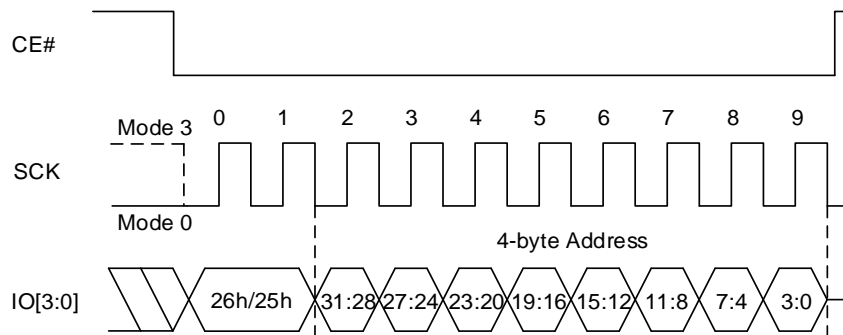 CE#
Mode 3 0 1 2 3 4 5 6 7 8 9
SCK
Mode 0
4-byte Address
IO[3:0] 26h/25h 31:28 27:24 23:20 19:16 15:12 11:8 7:4 3:0